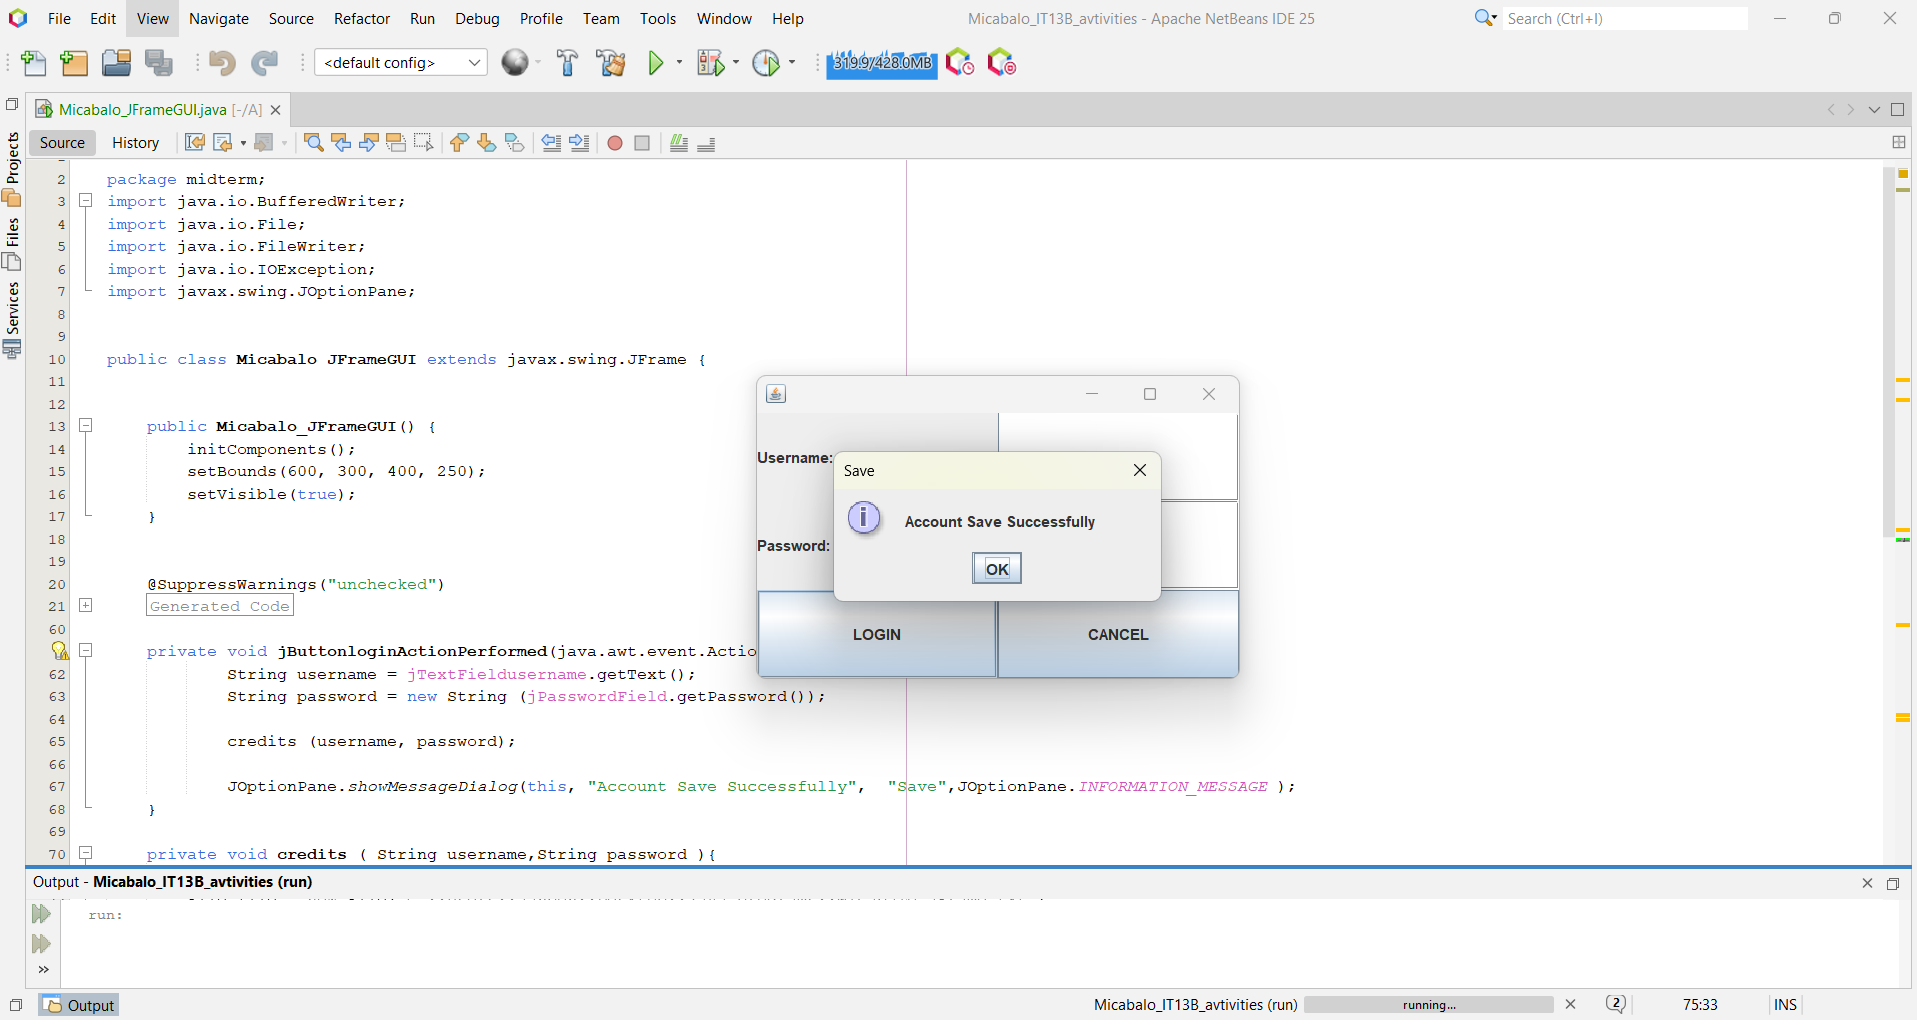 File Edit View Navigate Source Refactor Run Debug Profile Team Tools Window Help Micabalo_IT13B_avtivities - Apache NetBeans IDE 25 Search (Ctrl+I)
<default config> 319.9/428.0MB
Micabalo_JFrameGUI.java [-/A]
Source History
Projects
Files
Services
2 package midterm;
3 import java.io.BufferedWriter;
4 import java.io.File;
5 import java.io.FileWriter;
6 import java.io.IOException;
7 import javax.swing.JOptionPane;
8
9
10 public class Micabalo JFrameGUI extends javax.swing.JFrame {
11
12
13 public Micabalo_JFrameGUI() {
14 initComponents();
15 setBounds(600, 300, 400, 250);
16 setVisible(true);
17 }
18
19
20 @SuppressWarnings("unchecked")
21 Generated Code
60
private void jButtonloginActionPerformed(java.awt.event.Actio
62 String username = jTextFieldusername.getText();
63 String password = new String (jPasswordField.getPassword());
64
65 credits (username, password);
66
67 JOptionPane.showMessageDialog(this, "Account Save Successfully", "Save",JOptionPane.INFORMATION_MESSAGE );
68 }
69
70 private void credits ( String username,String password ){
Username:
Password:
Save
Account Save Successfully
OK
LOGIN CANCEL
Output - Micabalo_IT13B_avtivities (run)
run:
Output Micabalo_IT13B_avtivities (run) running... 2 75:33 INS